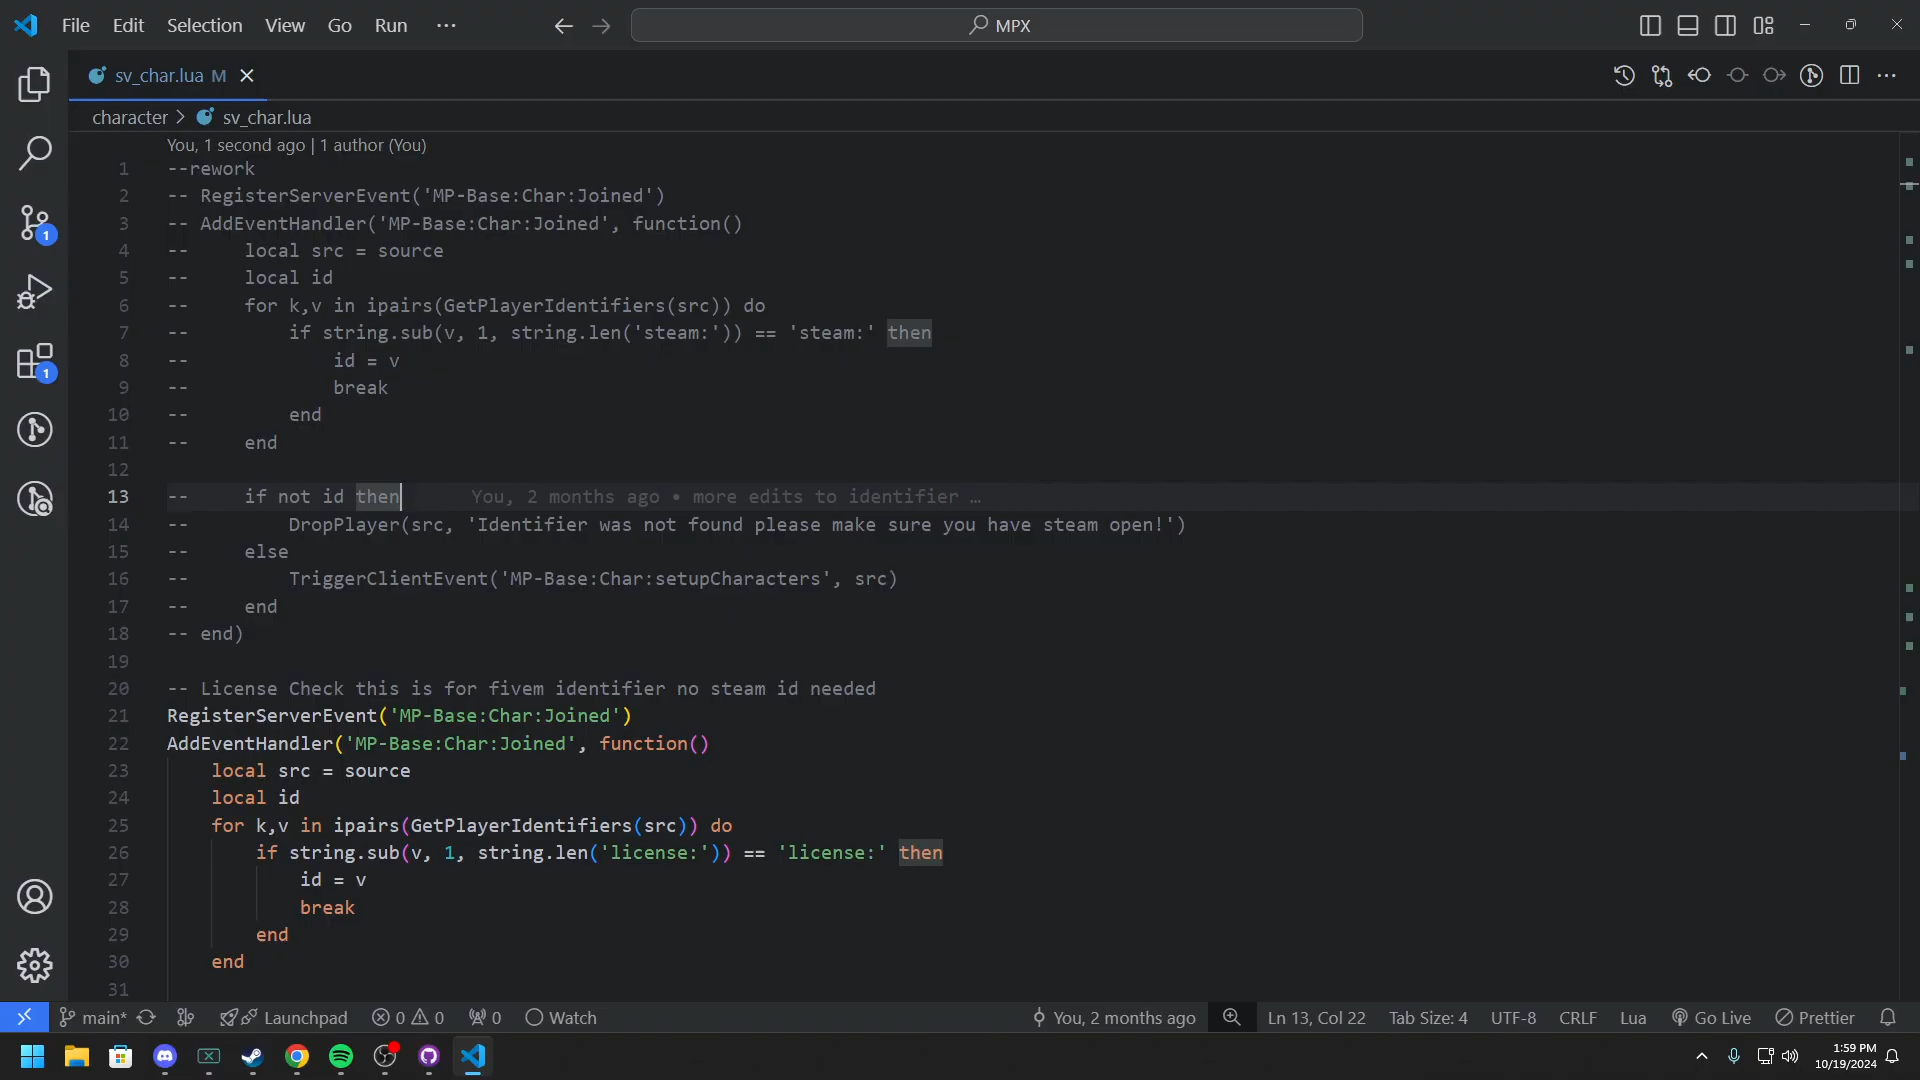 File Edit Selection View Go Run ···
MPX
sv_char.lua M
character > sv_char.lua
You, 1 second ago | 1 author (You)
1 --rework
2 -- RegisterServerEvent('MP-Base:Char:Joined')
3 -- AddEventHandler('MP-Base:Char:Joined', function()
4 --     local src = source
5 --     local id
6 --     for k,v in ipairs(GetPlayerIdentifiers(src)) do
7 --         if string.sub(v, 1, string.len('steam:')) == 'steam:' then
8 --             id = v
9 --             break
10 --         end
11 --     end
12
13 --     if not id then You, 2 months ago • more edits to identifier …
14 --         DropPlayer(src, 'Identifier was not found please make sure you have steam open!')
15 --     else
16 --         TriggerClientEvent('MP-Base:Char:setupCharacters', src)
17 --     end
18 -- end)
19
20 -- License Check this is for fivem identifier no steam id needed
21 RegisterServerEvent('MP-Base:Char:Joined')
22 AddEventHandler('MP-Base:Char:Joined', function()
23     local src = source
24     local id
25     for k,v in ipairs(GetPlayerIdentifiers(src)) do
26         if string.sub(v, 1, string.len('license:')) == 'license:' then
27             id = v
28             break
29         end
30     end
31
1
1
main* Launchpad 0 0 0 Watch You, 2 months ago Ln 13, Col 22 Tab Size: 4 UTF-8 CRLF Lua Go Live Prettier
1:59 PM
10/19/2024